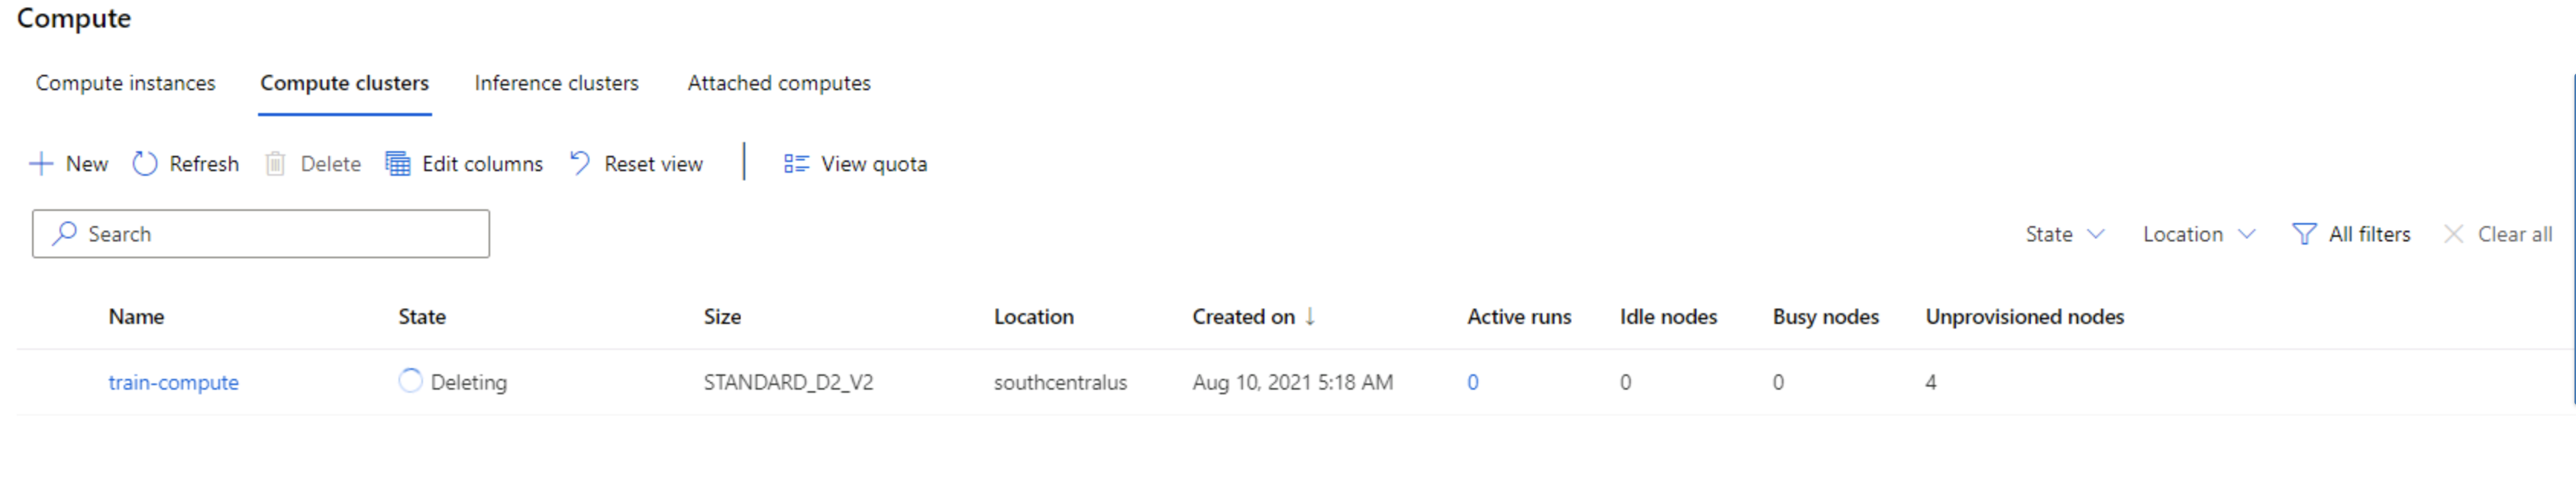 Compute
Compute instances Compute clusters Inference clusters Attached computes
New Refresh Delete Edit columns Reset view View quota
Search State Location All filters Clear all
Name State Size Location Created on ↓ Active runs Idle nodes Busy nodes Unprovisioned nodes
train-compute Deleting STANDARD_D2_V2 southcentralus Aug 10, 2021 5:18 AM 0 0 0 4